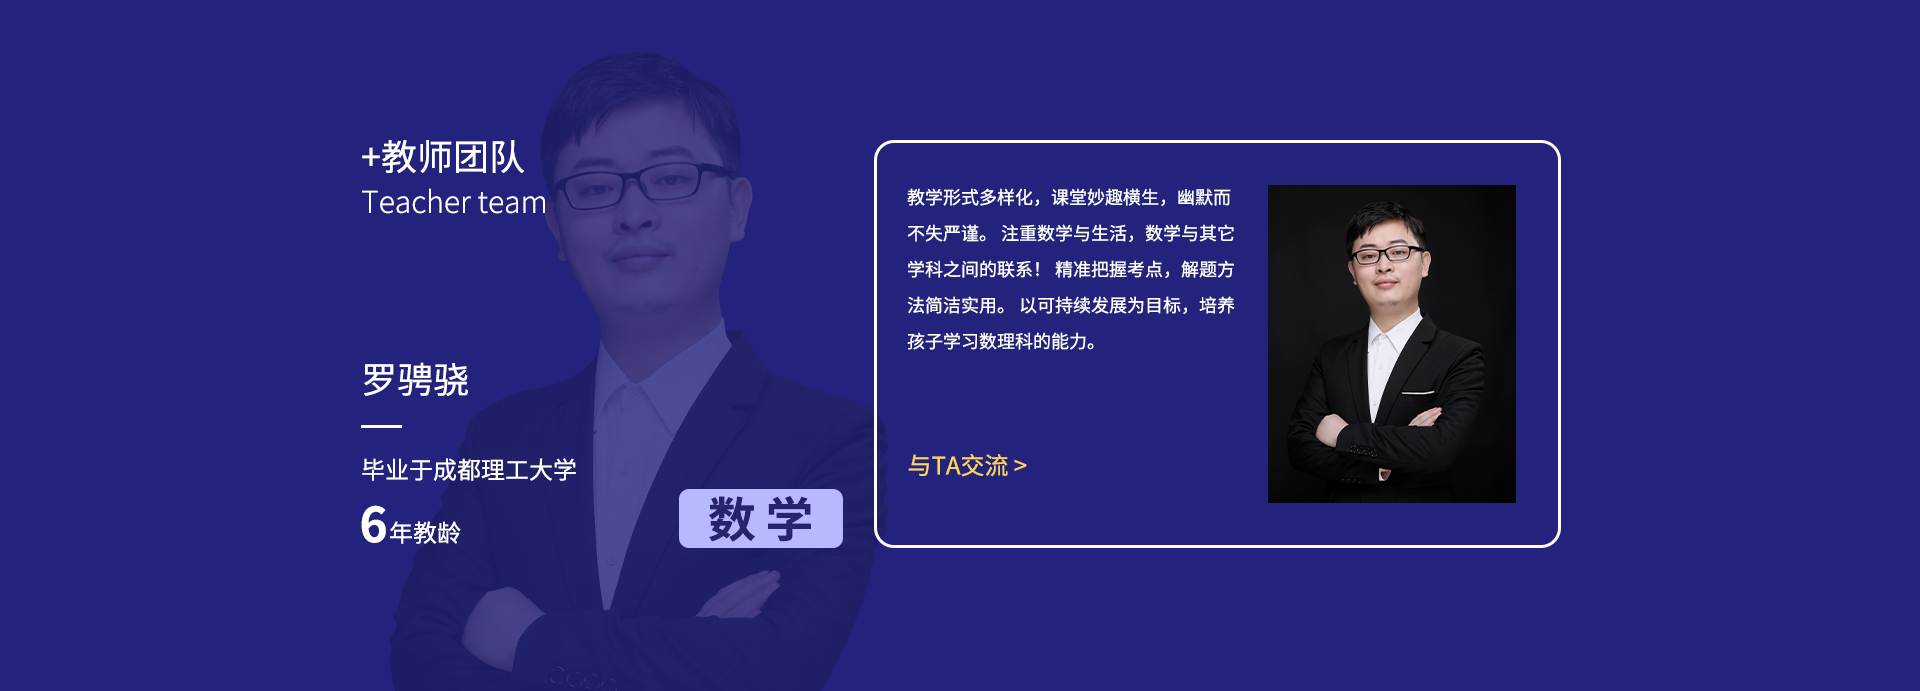 +教师团队
Teacher team
罗骋骁
毕业于成都理工大学
6年教龄
数学
教学形式多样化，课堂妙趣横生，幽默而
不失严谨。 注重数学与生活，数学与其它
学科之间的联系！ 精准把握考点，解题方
法简洁实用。 以可持续发展为目标，培养
孩子学习数理科的能力。
与TA交流 >